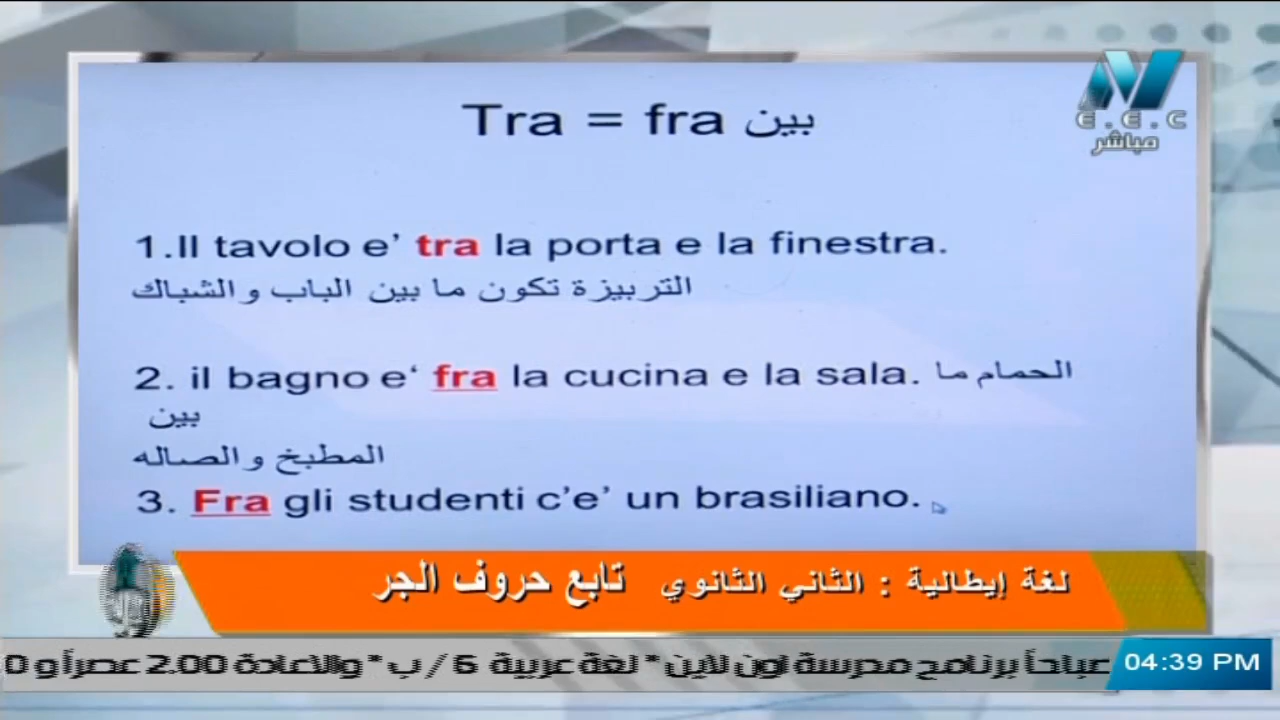 Tra = fra بين
E.E.C
مباشر
1.Il tavolo e’ tra la porta e la finestra.
التربيزة تكون ما بين الباب والشباك
2. il bagno e‘ fra la cucina e la sala. الحمام ما
بين
المطبخ والصاله
3. Fra gli studenti c’e’ un brasiliano.
لغة إيطالية : الثاني الثانوي تابع حروف الجر
برنامج مدرسة اون لاين * لغة عربية 6 / ب * والاعادة 2.00 عصراً و
04:39 PM